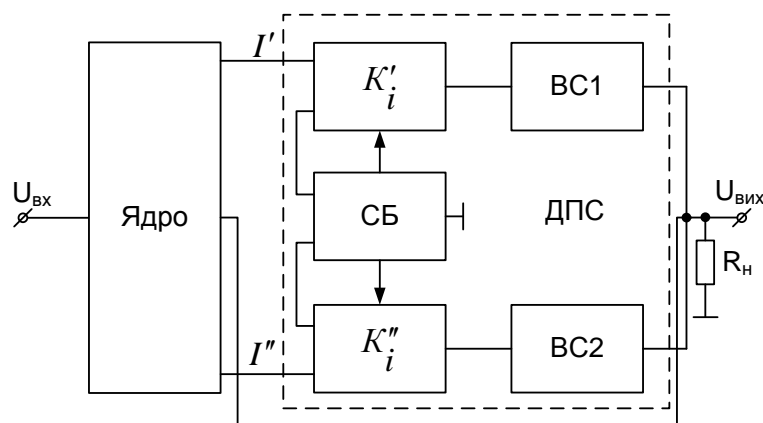 I′
K′i
ВС1
Uвх
Ядро
СБ
ДПС
Uвих
Rн
I″
K″i
ВС2